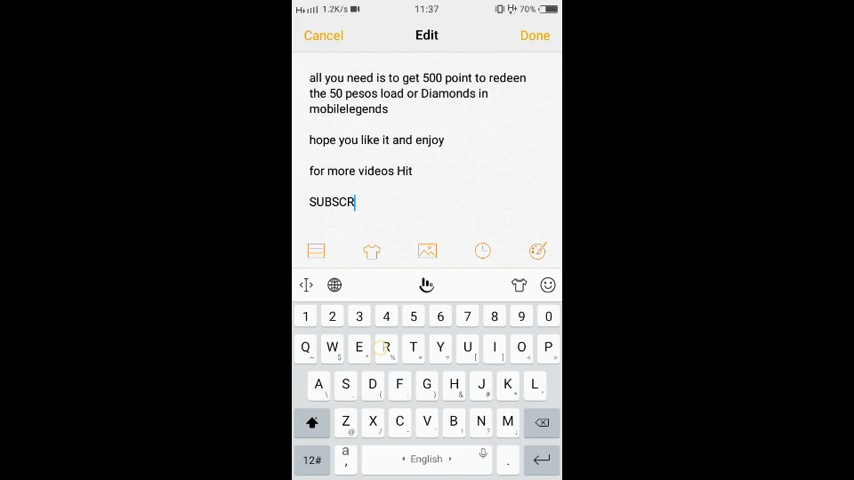 H+ 1.2K/s 11:37 H+ 70%
Cancel Edit Done
all you need is to get 500 point to redeen
the 50 pesos load or Diamonds in
mobilelegends
hope you like it and enjoy
for more videos Hit
SUBSCR
1 2 3 4 5 6 7 8 9 0
Q W E R T Y U I O P
A S D F G H J K L
Z X C V B N M
12# a , English .